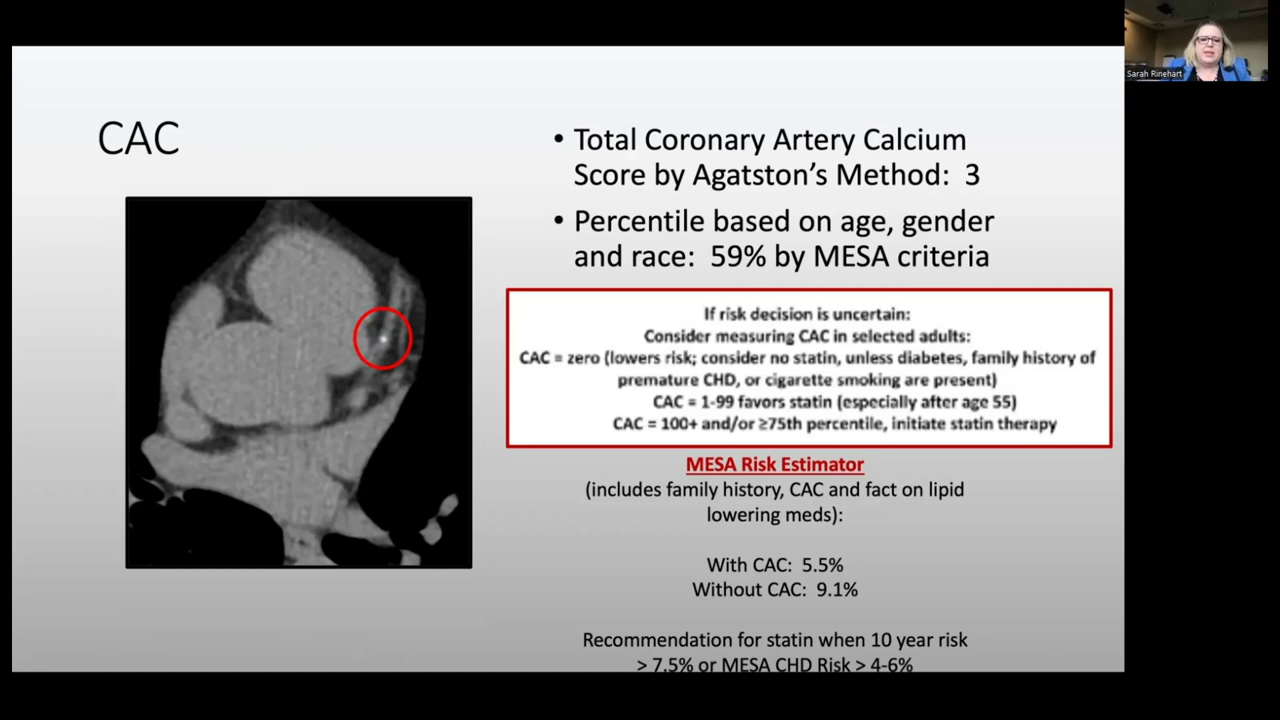 Sarah Rinehart
CAC
• Total Coronary Artery Calcium
Score by Agatston’s Method:  3
• Percentile based on age, gender
and race:  59% by MESA criteria
If risk decision is uncertain:
Consider measuring CAC in selected adults:
CAC = zero (lowers risk; consider no statin, unless diabetes, family history of
premature CHD, or cigarette smoking are present)
CAC = 1-99 favors statin (especially after age 55)
CAC = 100+ and/or ≥75th percentile, initiate statin therapy
MESA Risk Estimator
(includes family history, CAC and fact on lipid
lowering meds):
With CAC:  5.5%
Without CAC:  9.1%
Recommendation for statin when 10 year risk
> 7.5% or MESA CHD Risk > 4-6%